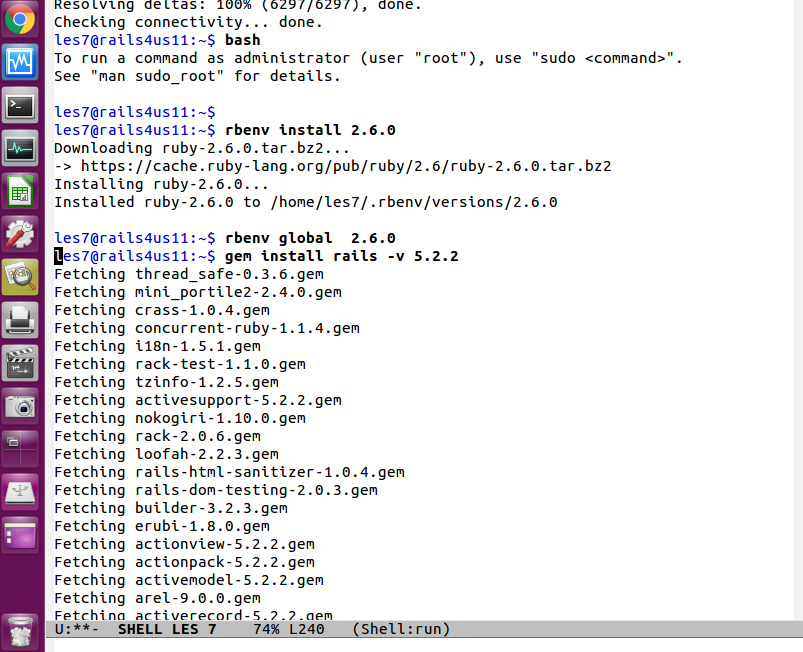 Resolving deltas: 100% (6297/6297), done.
Checking connectivity... done.
les7@rails4us11:~$ bash
To run a command as administrator (user "root"), use "sudo <command>".
See "man sudo_root" for details.
les7@rails4us11:~$
les7@rails4us11:~$ rbenv install 2.6.0
Downloading ruby-2.6.0.tar.bz2...
-> https://cache.ruby-lang.org/pub/ruby/2.6/ruby-2.6.0.tar.bz2
Installing ruby-2.6.0...
Installed ruby-2.6.0 to /home/les7/.rbenv/versions/2.6.0
les7@rails4us11:~$ rbenv global  2.6.0
les7@rails4us11:~$ gem install rails -v 5.2.2
Fetching thread_safe-0.3.6.gem
Fetching mini_portile2-2.4.0.gem
Fetching crass-1.0.4.gem
Fetching concurrent-ruby-1.1.4.gem
Fetching i18n-1.5.1.gem
Fetching rack-test-1.1.0.gem
Fetching tzinfo-1.2.5.gem
Fetching activesupport-5.2.2.gem
Fetching nokogiri-1.10.0.gem
Fetching rack-2.0.6.gem
Fetching loofah-2.2.3.gem
Fetching rails-html-sanitizer-1.0.4.gem
Fetching rails-dom-testing-2.0.3.gem
Fetching builder-3.2.3.gem
Fetching erubi-1.8.0.gem
Fetching actionview-5.2.2.gem
Fetching actionpack-5.2.2.gem
Fetching activemodel-5.2.2.gem
Fetching arel-9.0.0.gem
Fetching activerecord-5.2.2.gem
U:**-  SHELL LES 7    74% L240   (Shell:run)